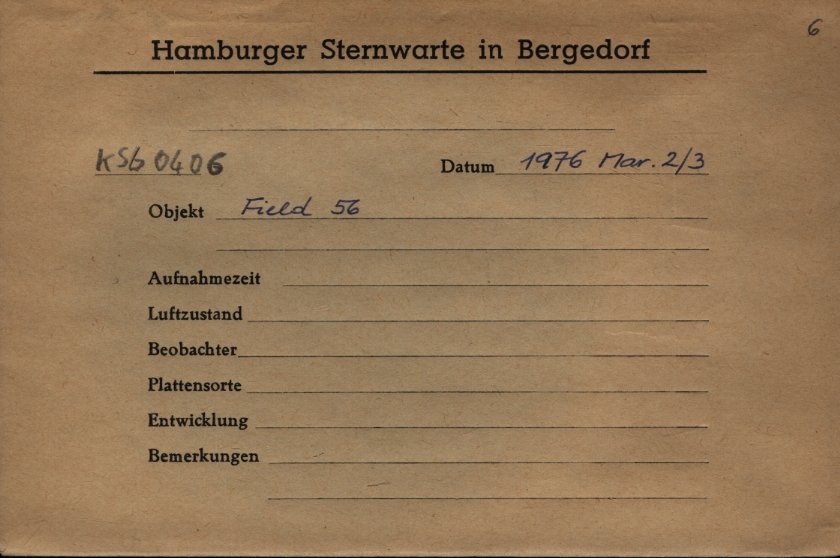 6
Hamburger Sternwarte in Bergedorf
KSb 0406 Datum 1976 Mar. 2/3
Objekt Field 56
Aufnahmezeit
Luftzustand
Beobachter
Plattensorte
Entwicklung
Bemerkungen